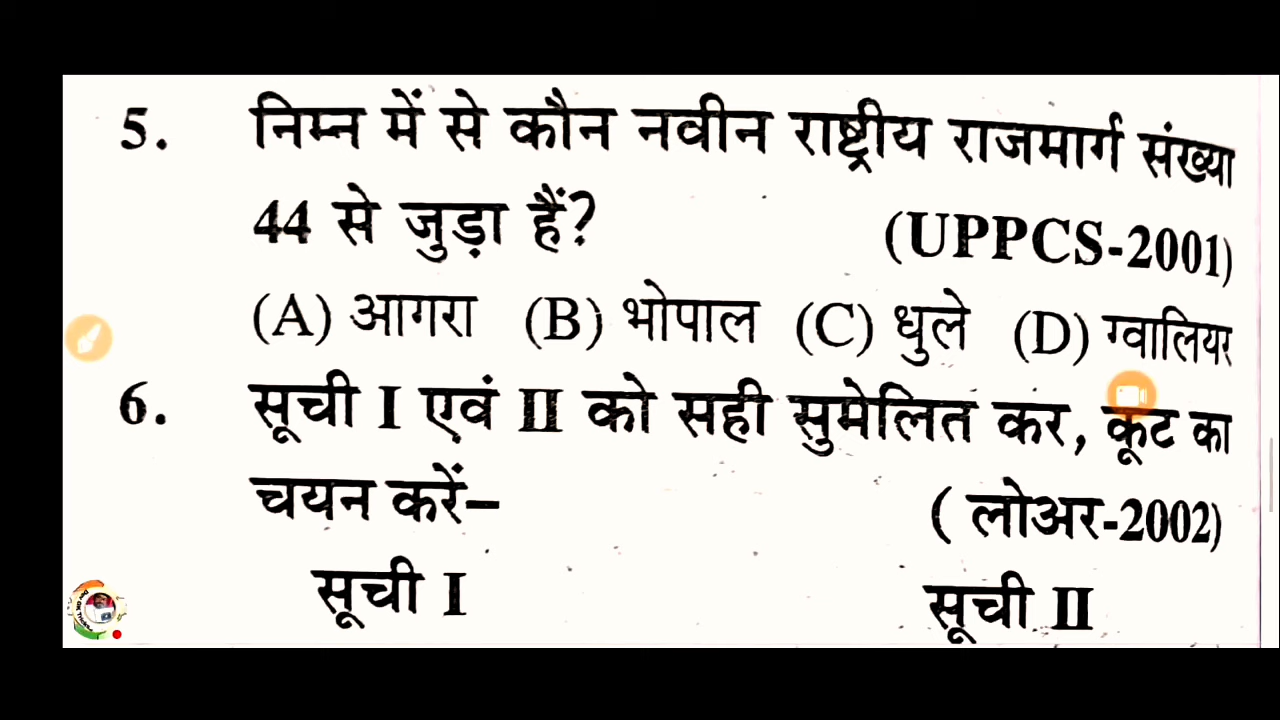 5. निम्न में से कौन नवीन राष्ट्रीय राजमार्ग संख्या
44 से जुड़ा हैं? (UPPCS-2001)
(A) आगरा (B) भोपाल (C) धुले (D) ग्वालियर
6. सूची I एवं II को सही सुमेलित कर, कूट का
चयन करें– ( लोअर-2002)
सूची I सूची II